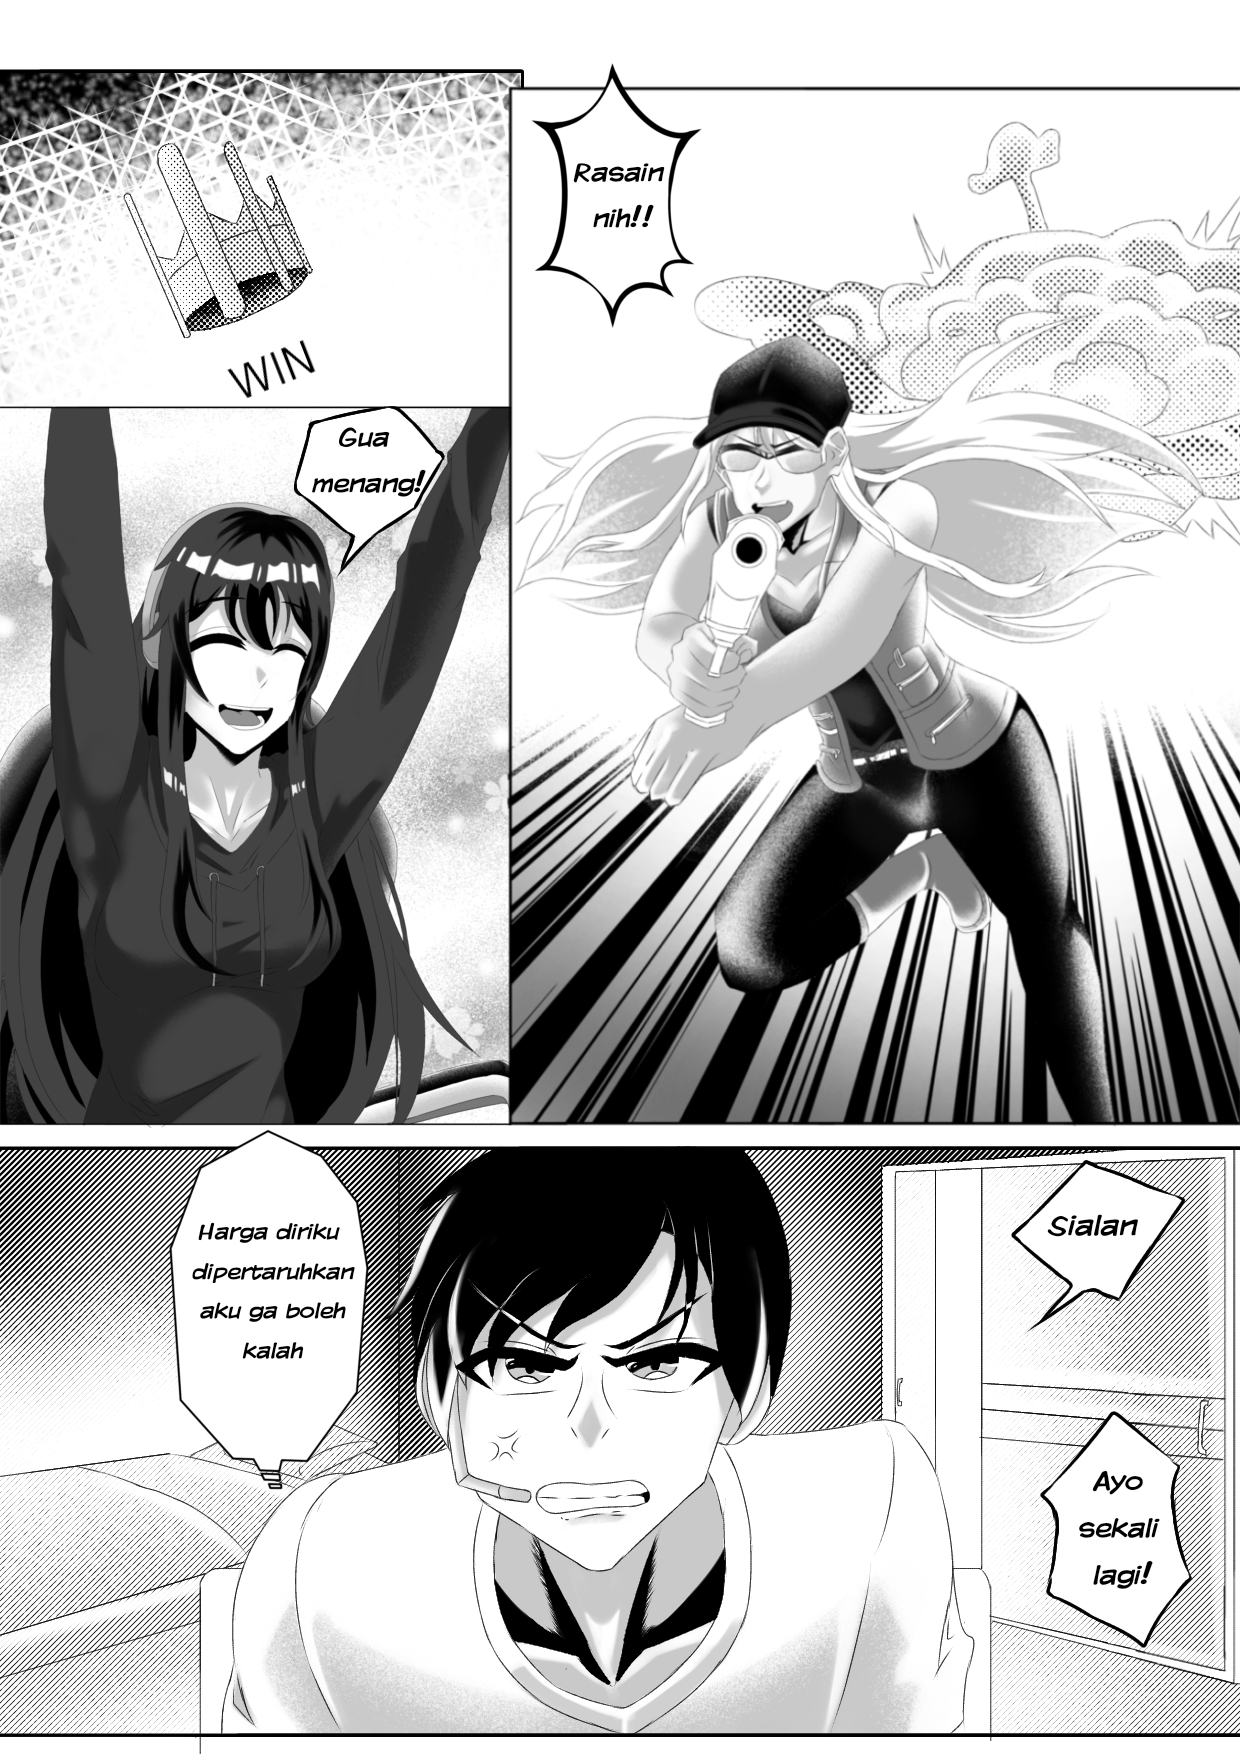 WIN
Rasain
nih!!
Gua
menang!
Harga diriku
dipertaruhkan
aku ga boleh
kalah
Sialan
Ayo
sekali
lagi!